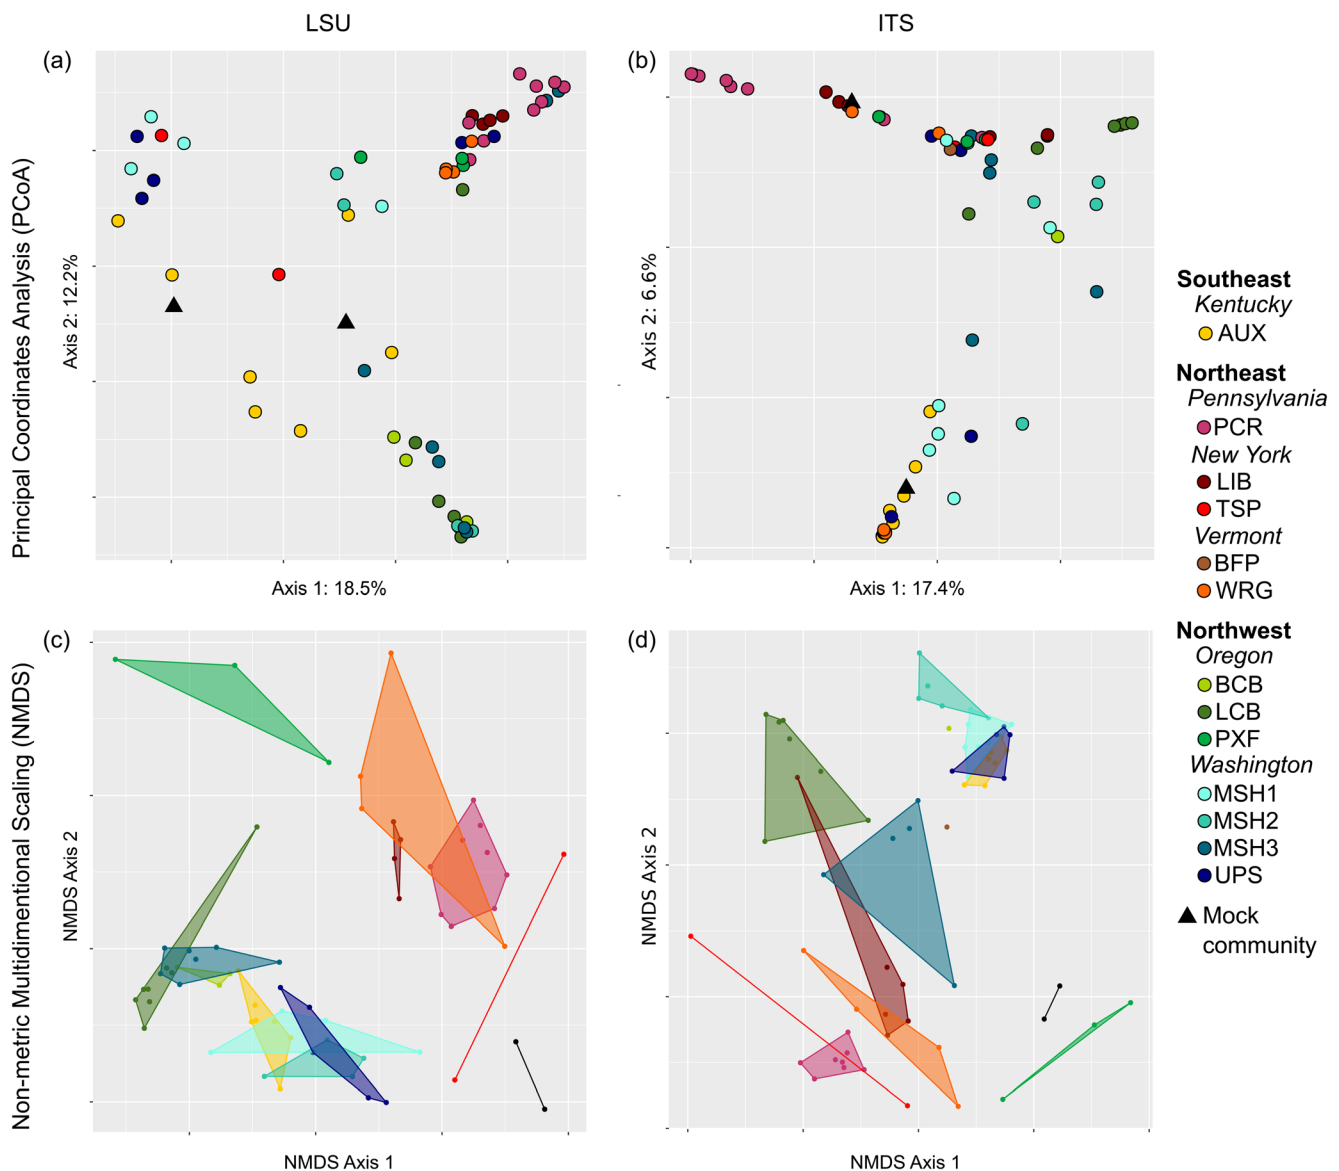 LSU
ITS
(a)
(b)
Principal Coordinates Analysis (PCoA)
Axis 2: 12.2%
Axis 2: 6.6%
Axis 1: 18.5%
Axis 1: 17.4%
(c)
(d)
Non-metric Multidimentional Scaling (NMDS)
NMDS Axis 2
NMDS Axis 2
NMDS Axis 1
NMDS Axis 1
Southeast
Kentucky
AUX
Northeast
Pennsylvania
PCR
New York
LIB
TSP
Vermont
BFP
WRG
Northwest
Oregon
BCB
LCB
PXF
Washington
MSH1
MSH2
MSH3
UPS
Mock
community